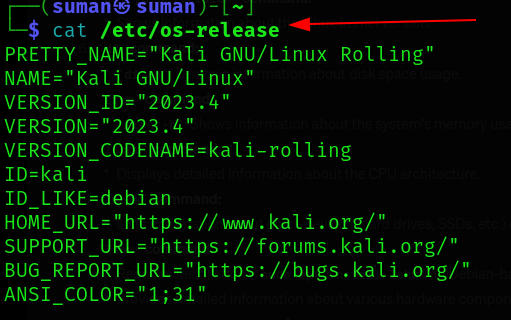 ┌──(suman㉿suman)-[~]
└─$ cat /etc/os-release
PRETTY_NAME="Kali GNU/Linux Rolling"
NAME="Kali GNU/Linux"
VERSION_ID="2023.4"
VERSION="2023.4"
VERSION_CODENAME=kali-rolling
ID=kali
ID_LIKE=debian
HOME_URL="https://www.kali.org/"
SUPPORT_URL="https://forums.kali.org/"
BUG_REPORT_URL="https://bugs.kali.org/"
ANSI_COLOR="1;31"